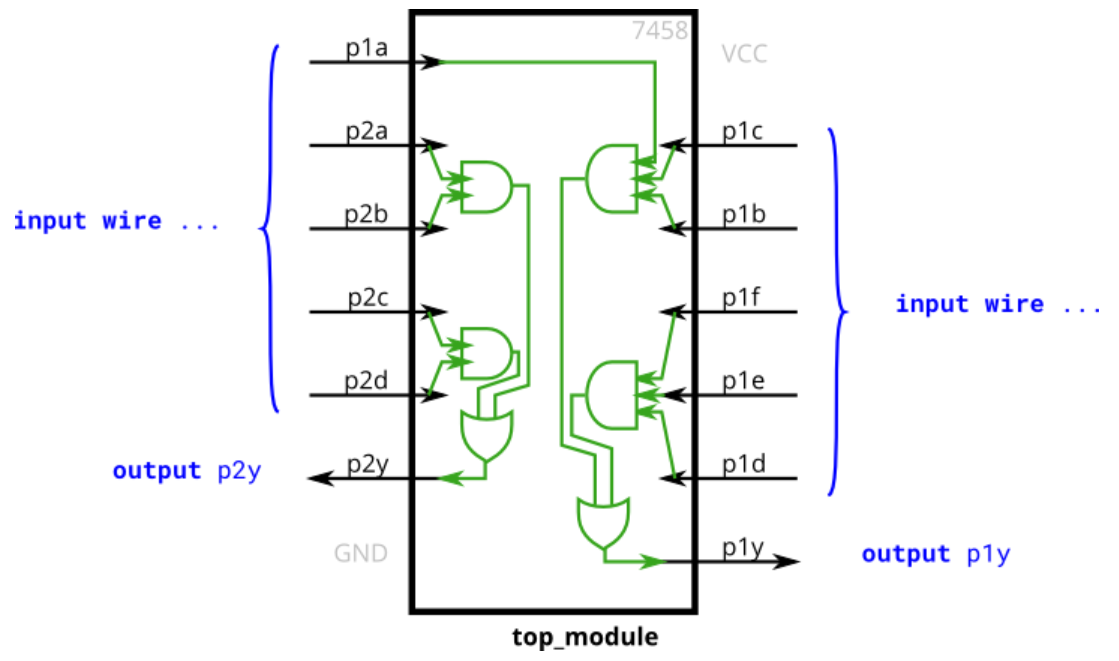 7458
VCC
p1a
p2a
p1c
input wire ...
p2b
p1b
p2c
p1f
input wire ...
p2d
p1e
output p2y
p2y
p1d
GND
p1y
output p1y
top_module